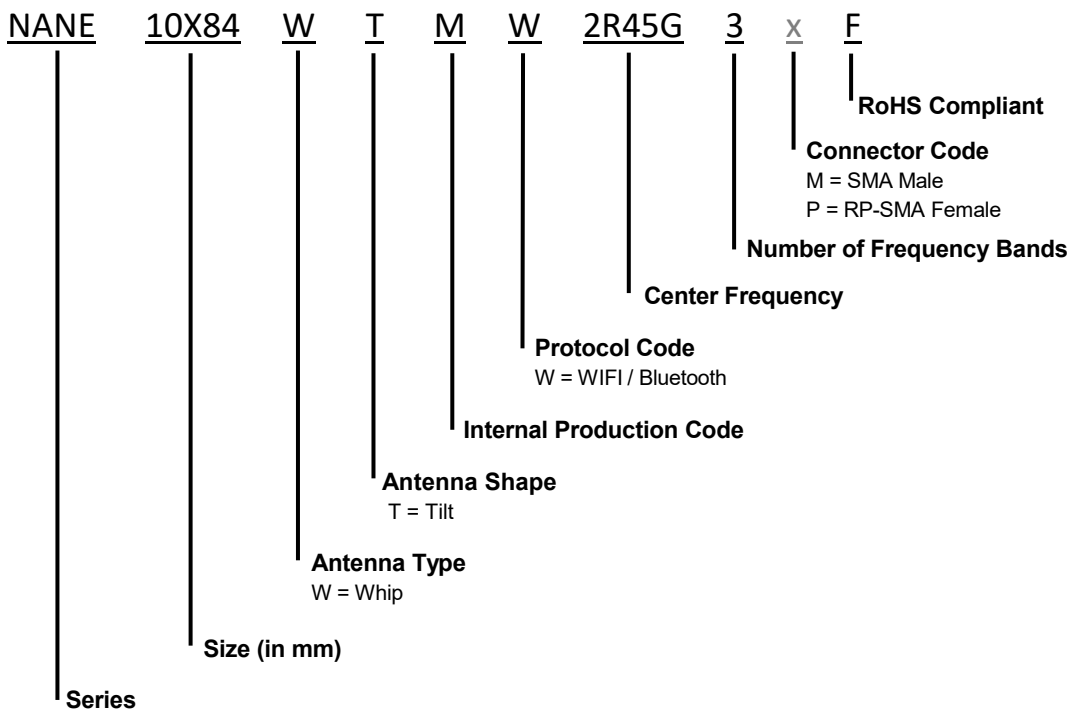 NANE 10X84 W T M W 2R45G 3 x F
RoHS Compliant
Connector Code
M = SMA Male
P = RP-SMA Female
Number of Frequency Bands
Center Frequency
Protocol Code
W = WIFI / Bluetooth
Internal Production Code
Antenna Shape
T = Tilt
Antenna Type
W = Whip
Size (in mm)
Series